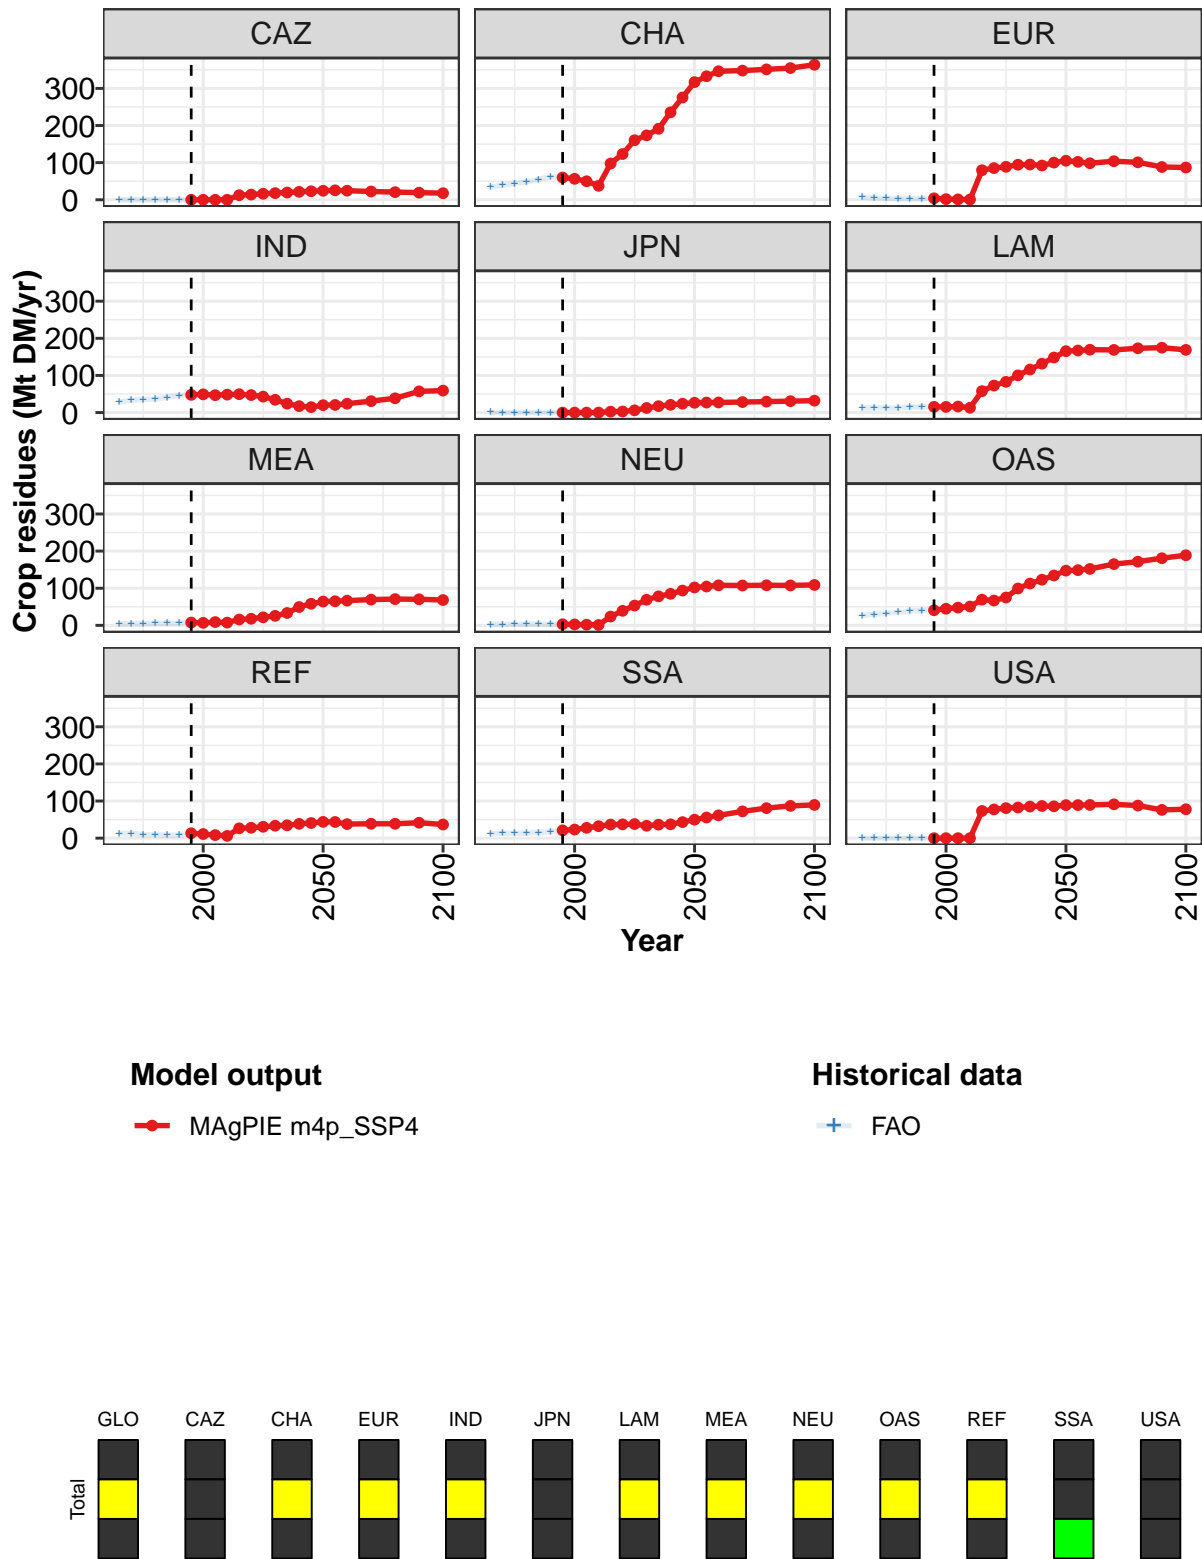 CAZ CHA EUR
300
200
100
0
IND JPN LAM
300
200
100
0
MEA NEU OAS
300
200
100
0
REF SSA USA
300
200
100
0
2000 2050 2100 2000 2050 2100 2000 2050 2100
Year
Crop residues (Mt DM/yr)
Model output
MAgPIE m4p_SSP4
Historical data
FAO
GLO CAZ CHA EUR IND JPN LAM MEA NEU OAS REF SSA USA
Total